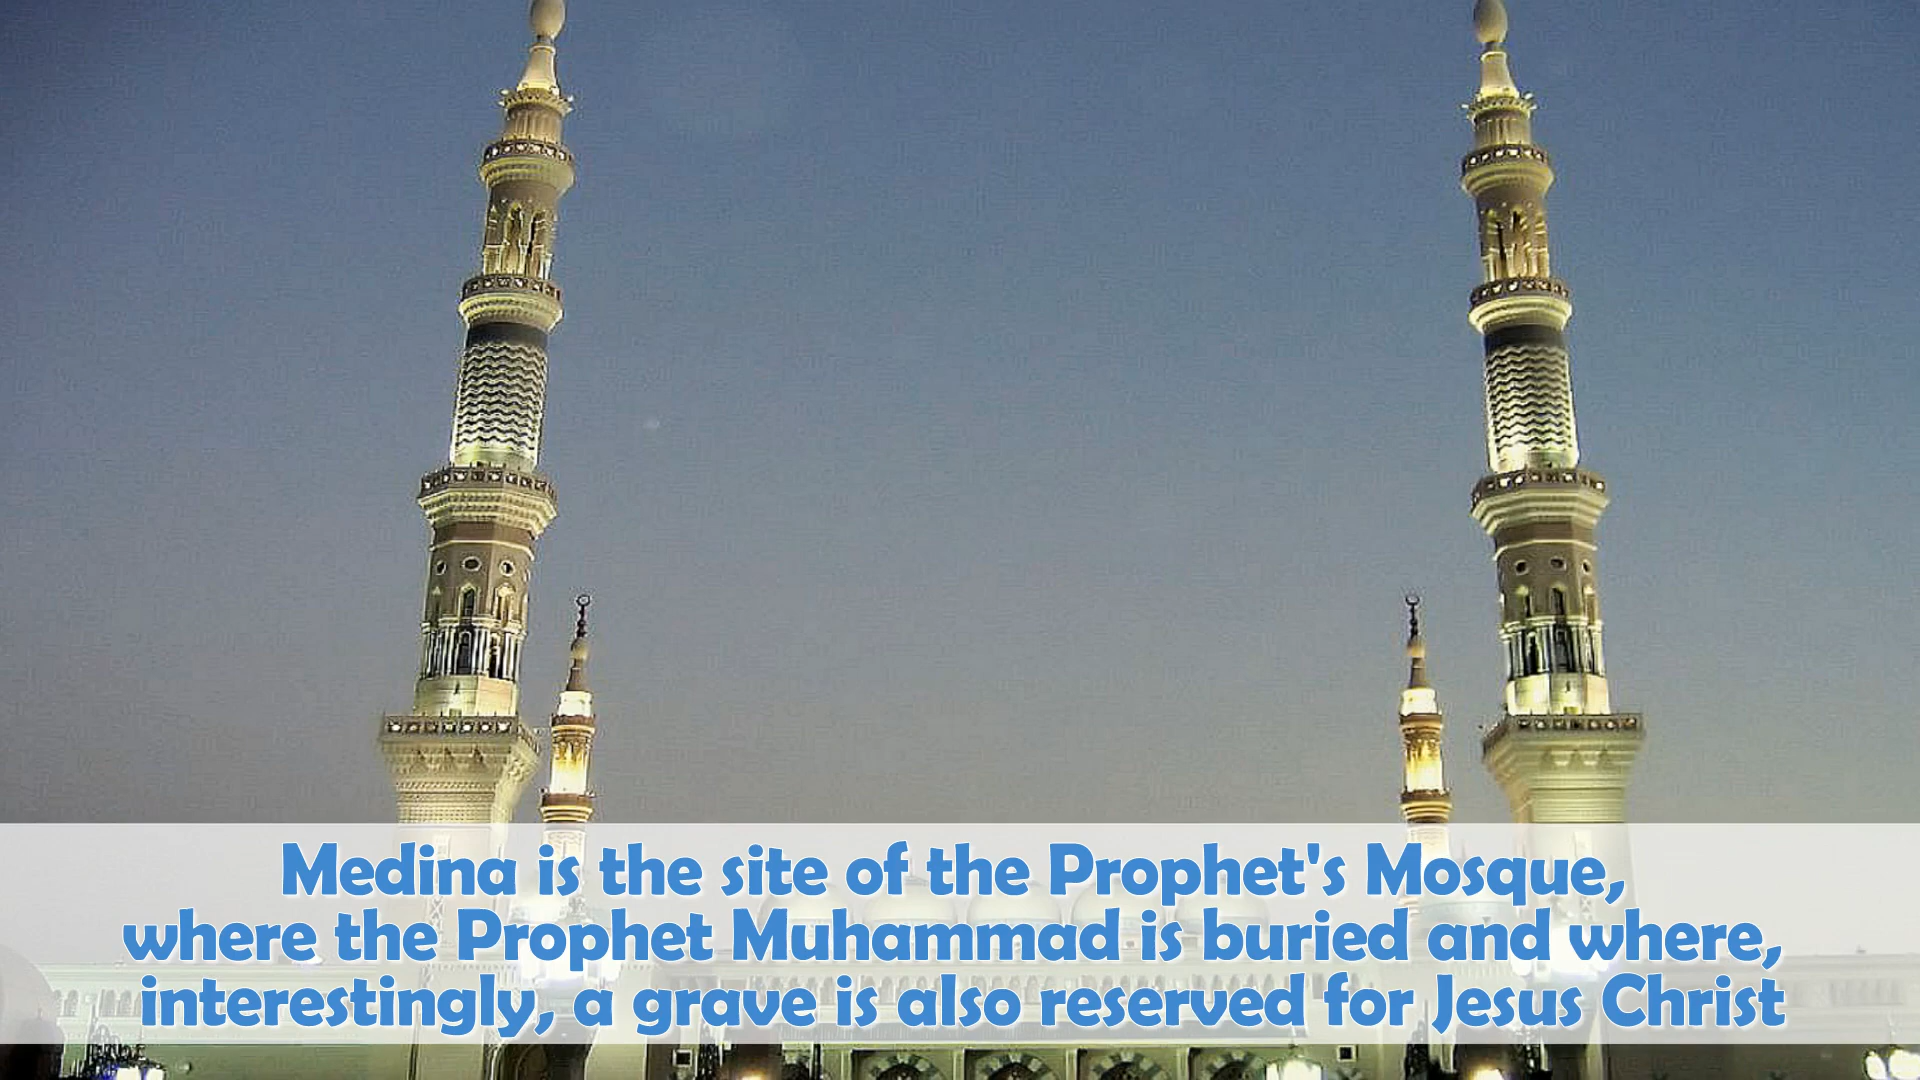 Medina is the site of the Prophet's Mosque,
where the Prophet Muhammad is buried and where,
interestingly, a grave is also reserved for Jesus Christ